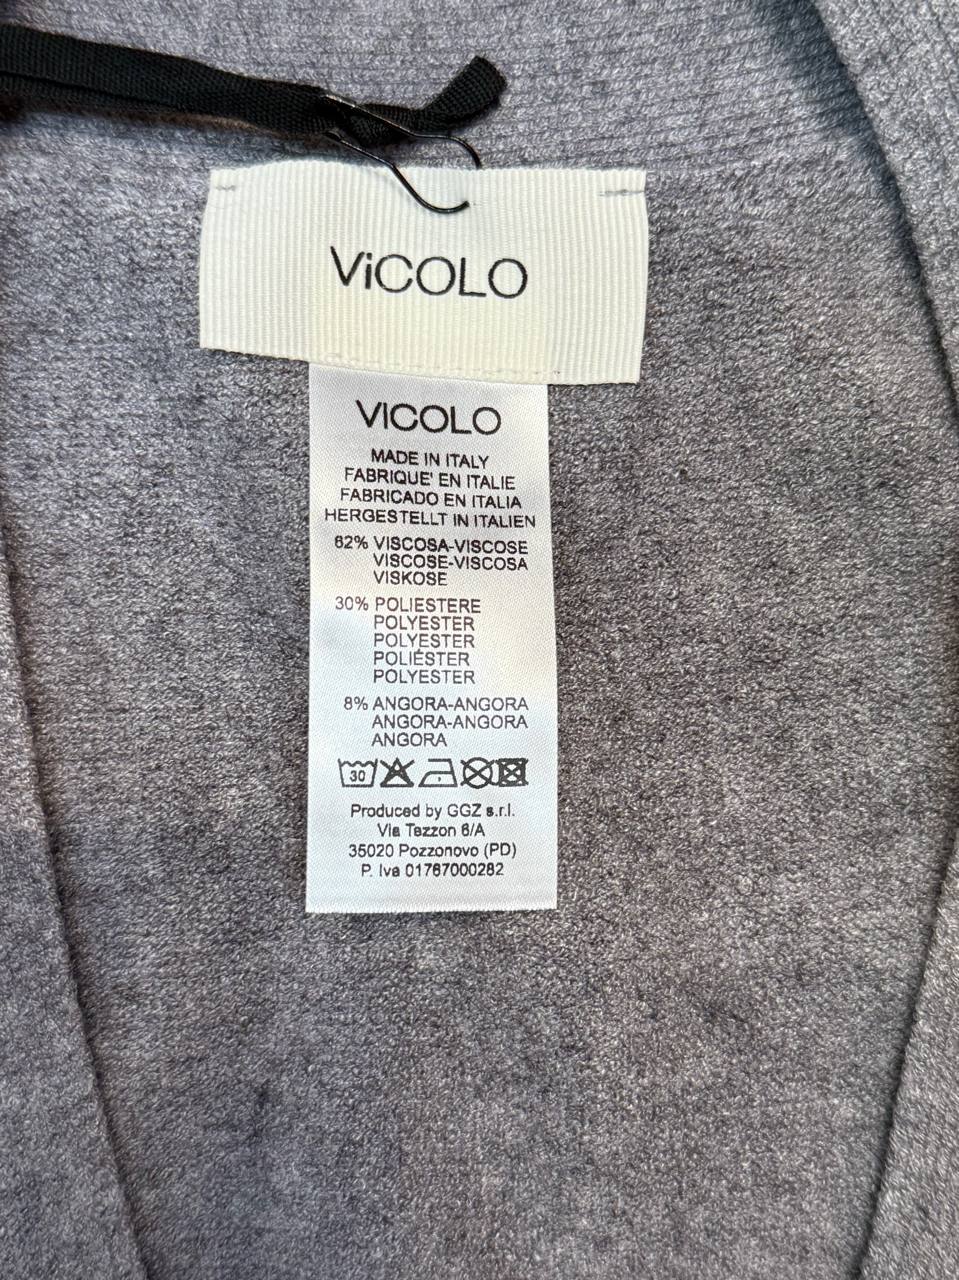 ViCOLO
VICOLO
MADE IN ITALY
FABRIQUE' EN ITALIE
FABRICADO EN ITALIA
HERGESTELLT IN ITALIEN
62% VISCOSA-VISCOSE
VISCOSE-VISCOSA
VISKOSE
30% POLIESTERE
POLYESTER
POLYESTER
POLIÉSTER
POLYESTER
8% ANGORA-ANGORA
ANGORA-ANGORA
ANGORA
30
Produced by GGZ s.r.l.
Via Tezzon 6/A
35020 Pozzonovo (PD)
P. Iva 01767000282